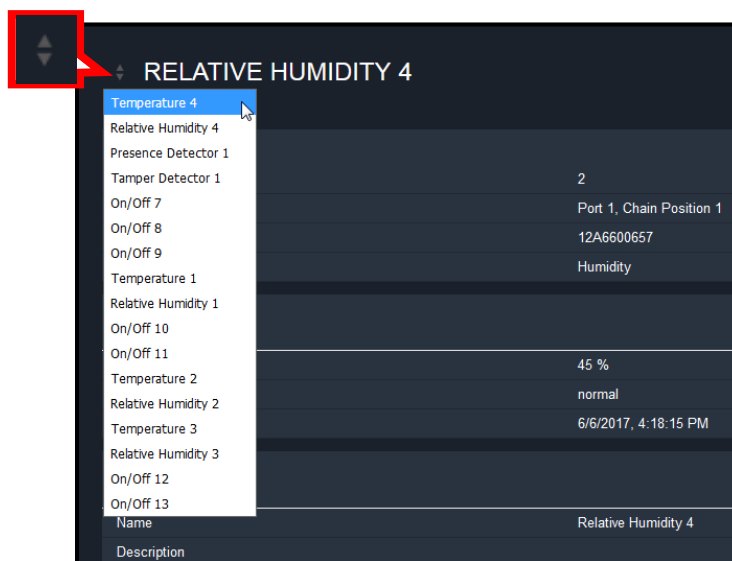 RELATIVE HUMIDITY 4
Temperature 4
Relative Humidity 4
Presence Detector 1
Tamper Detector 1
2
On/Off 7
Port 1, Chain Position 1
On/Off 8
12A6600657
On/Off 9
Humidity
Temperature 1
Relative Humidity 1
On/Off 10
On/Off 11
45 %
Temperature 2
normal
Relative Humidity 2
6/6/2017, 4:18:15 PM
Temperature 3
Relative Humidity 3
On/Off 12
On/Off 13
Name Relative Humidity 4
Description